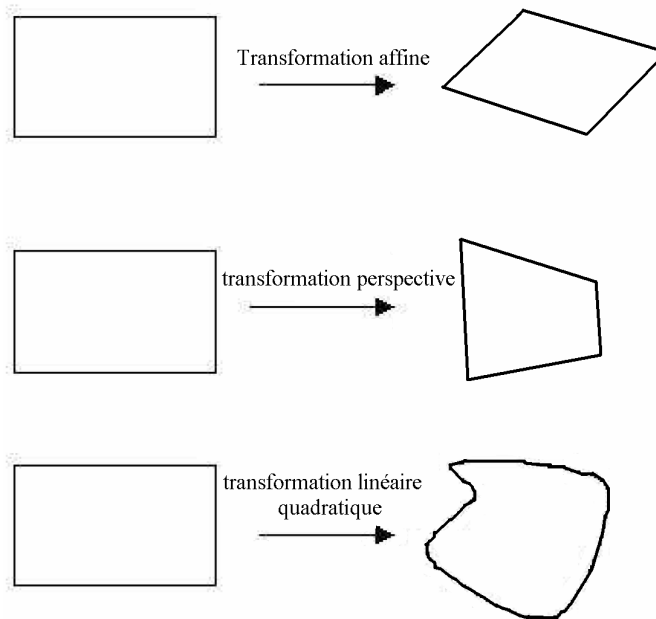 Transformation affine
transformation perspective
transformation linéaire
quadratique